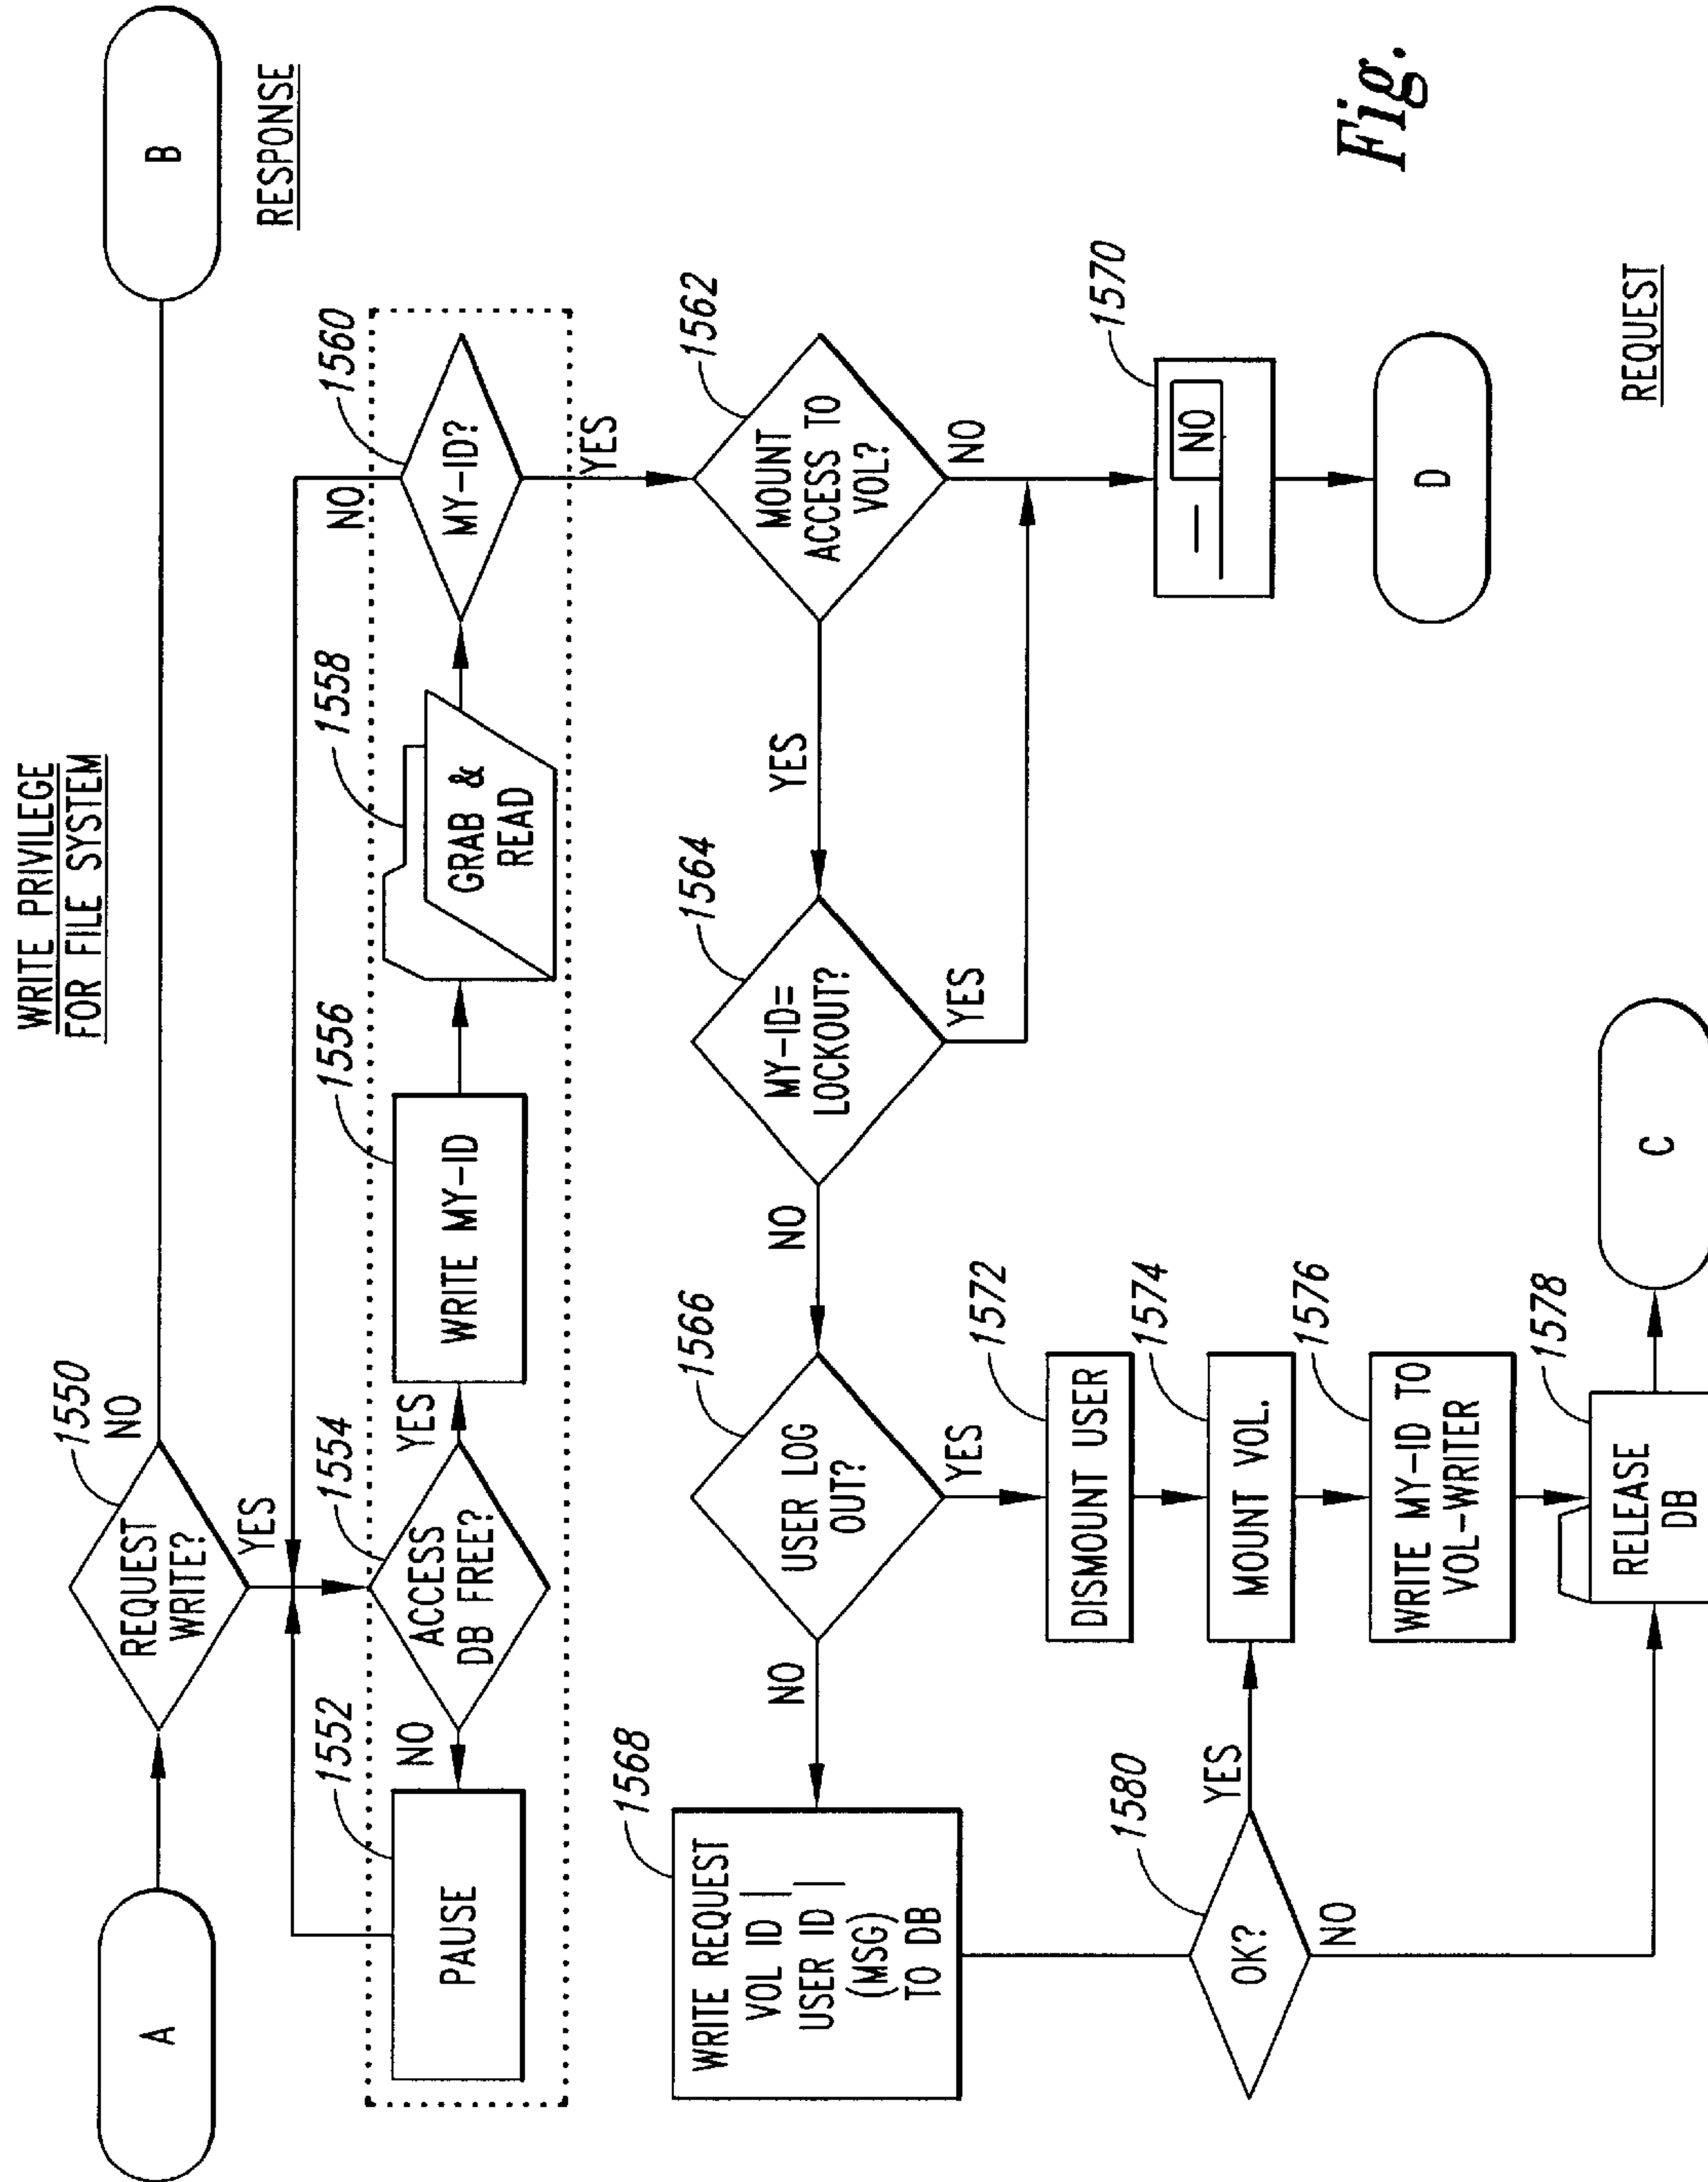 WRITE PRIVILEGE
FOR FILE SYSTEM
A
1550
REQUEST
WRITE?
NO
YES
B
RESPONSE
1552
PAUSE
NO
1554
ACCESS
DB FREE?
YES
1556
WRITE MY-ID
1558
GRAB &
READ
1560
MY-ID?
NO
YES
1562
MOUNT
ACCESS TO
VOL?
YES
NO
1564
MY-ID=
LOCKOUT?
NO
YES
1566
USER LOG
OUT?
NO
YES
1568
WRITE REQUEST
VOL ID |
USER ID |
(MSG)
TO DB
1570
— NO
D
1572
DISMOUNT USER
1574
MOUNT VOL.
1576
WRITE MY-ID TO
VOL-WRITER
1578
RELEASE
DB
1580
OK?
YES
NO
C
REQUEST
Fig.